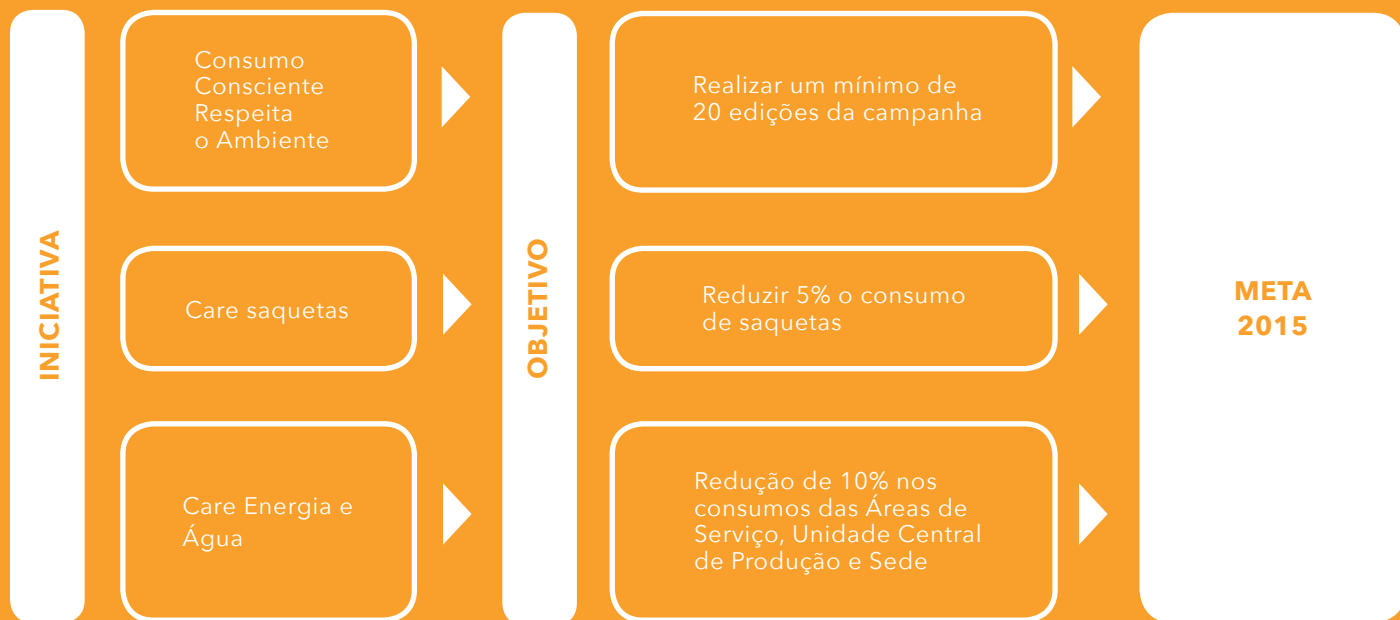 INICIATIVA
Consumo
Consciente
Respeita
o Ambiente
Care saquetas
Care Energia e
Água
OBJETIVO
Realizar um mínimo de
20 edições da campanha
Reduzir 5% o consumo
de saquetas
Redução de 10% nos
consumos das Áreas de
Serviço, Unidade Central
de Produção e Sede
META
2015